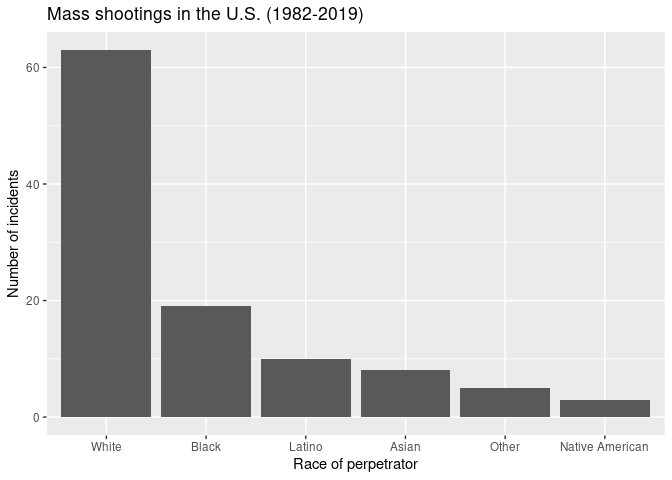 Mass shootings in the U.S. (1982-2019)
Number of incidents
60
40
20
0
White Black Latino Asian Other Native American
Race of perpetrator